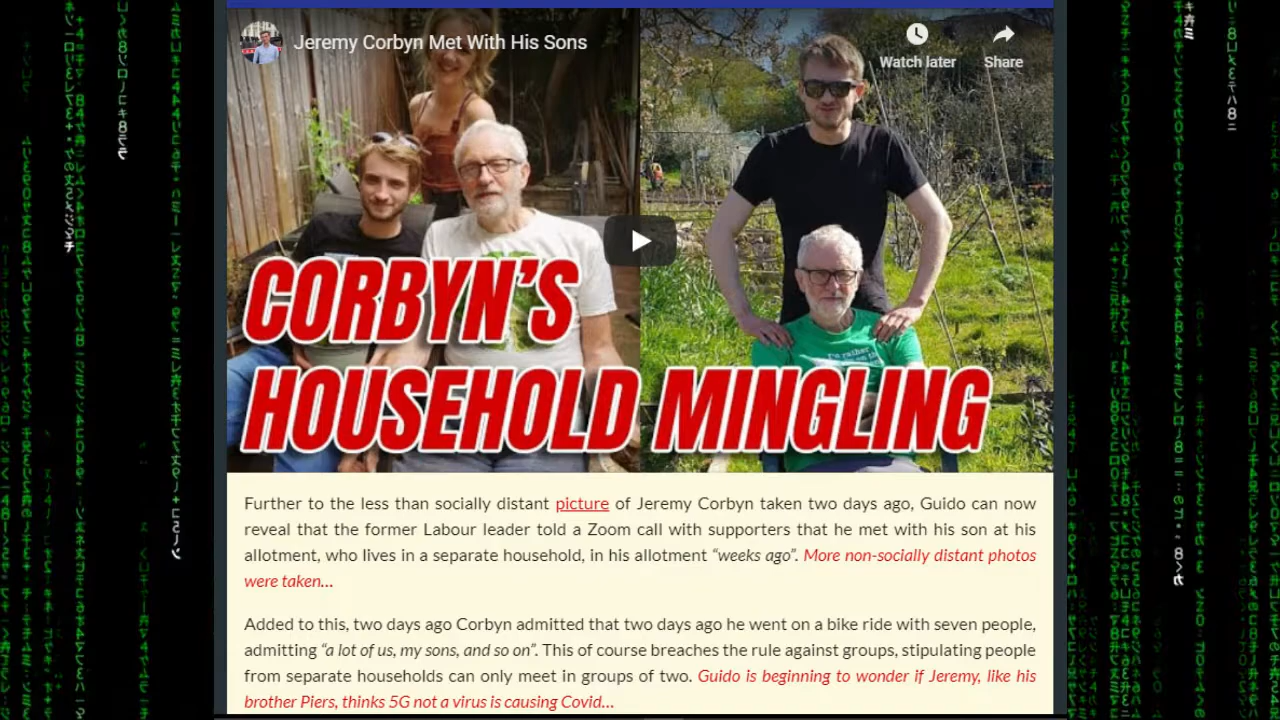 Jeremy Corbyn Met With His Sons
Watch later
Share
CORBYN'S
HOUSEHOLD MINGLING
I'd rather
Further to the less than socially distant picture of Jeremy Corbyn taken two days ago, Guido can now
reveal that the former Labour leader told a Zoom call with supporters that he met with his son at his
allotment, who lives in a separate household, in his allotment “weeks ago”. More non-socially distant photos
were taken…
Added to this, two days ago Corbyn admitted that two days ago he went on a bike ride with seven people,
admitting “a lot of us, my sons, and so on”. This of course breaches the rule against groups, stipulating people
from separate households can only meet in groups of two. Guido is beginning to wonder if Jeremy, like his
brother Piers, thinks 5G not a virus is causing Covid…